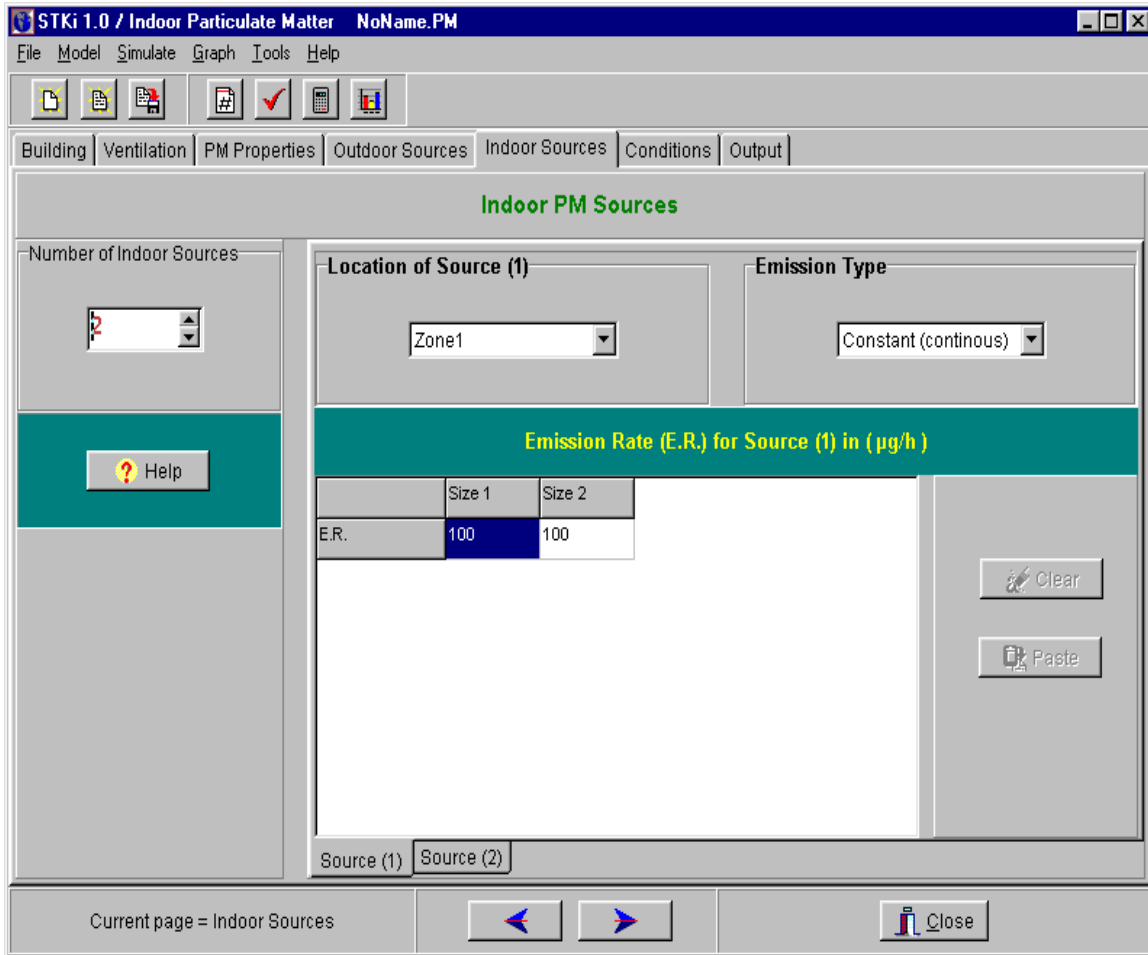 STKi 1.0 / Indoor Particulate Matter NoName.PM
File Model Simulate Graph Tools Help
Building Ventilation PM Properties Outdoor Sources Indoor Sources Conditions Output
Indoor PM Sources
Number of Indoor Sources
2
Help
Location of Source (1)
Zone1
Emission Type
Constant (continous)
Emission Rate (E.R.) for Source (1) in ( µg/h )
Size 1 Size 2
E.R. 100 100
Clear
Paste
Source (1) Source (2)
Current page = Indoor Sources
Close